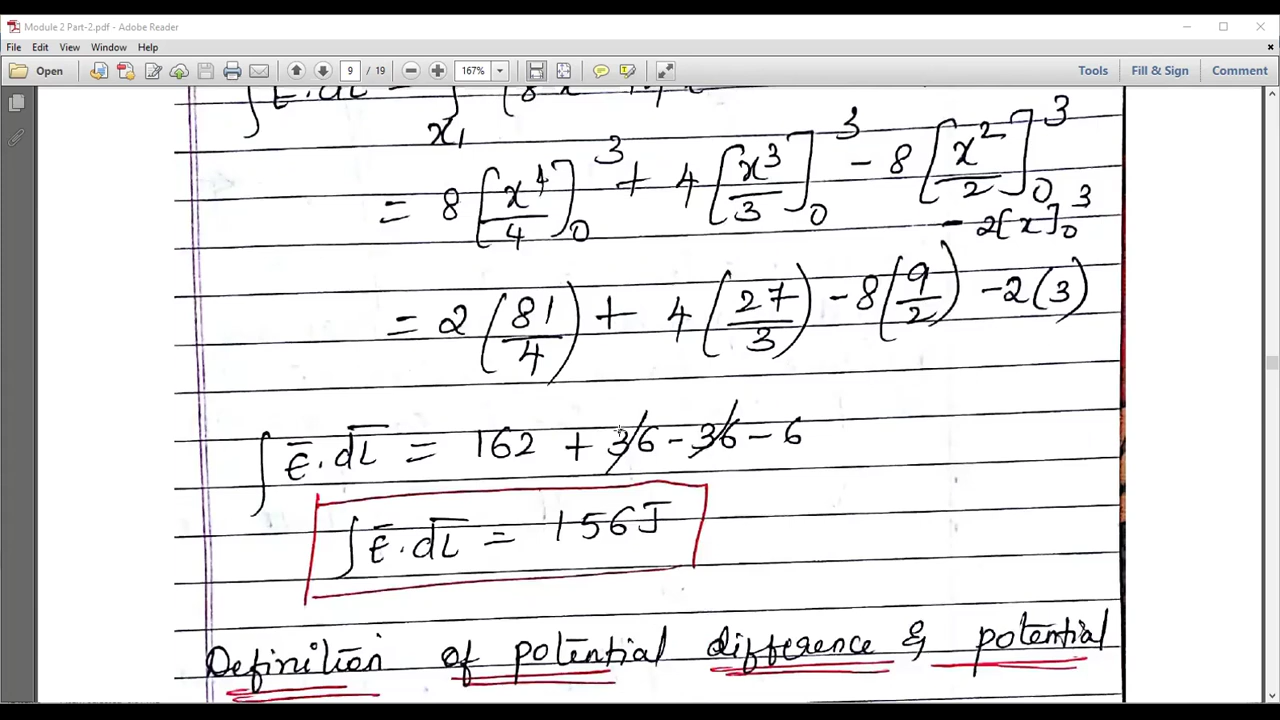 Module 2 Part-2.pdf - Adobe Reader
File Edit View Window Help
Open 9 / 19 167% Tools Fill & Sign Comment
x₁
= 8[x⁴/4]₀³ + 4[x³/3]₀³ - 8[x²/2]₀³
- 2[x]₀³
= 2(81/4) + 4(27/3) - 8(9/2) - 2(3)
∫E̅.dL̅ = 162 + 36 - 36 - 6
∫E̅.dL̅ = 156J
Definition of potential difference & potential